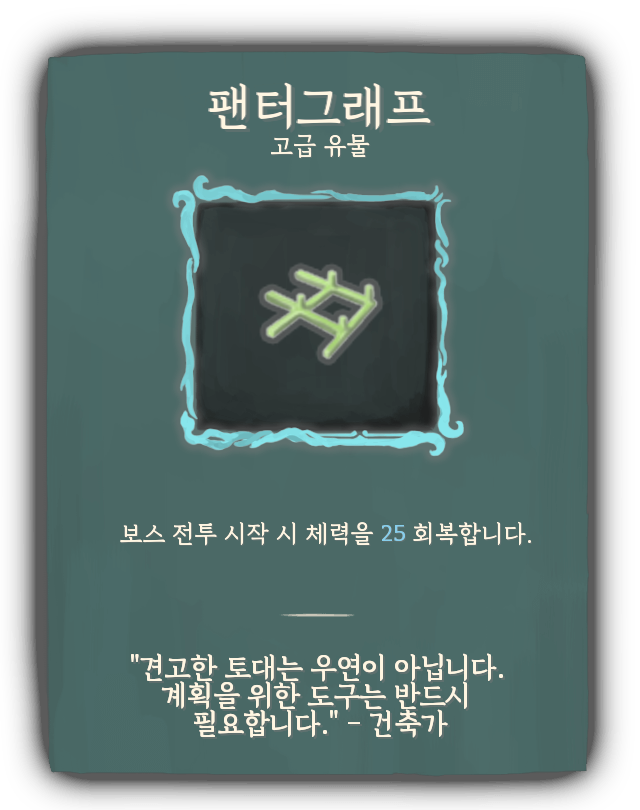 팬터그래프
고급 유물
보스 전투 시작 시 체력을 25 회복합니다.
"견고한 토대는 우연이 아닙니다.
계획을 위한 도구는 반드시
필요합니다." - 건축가